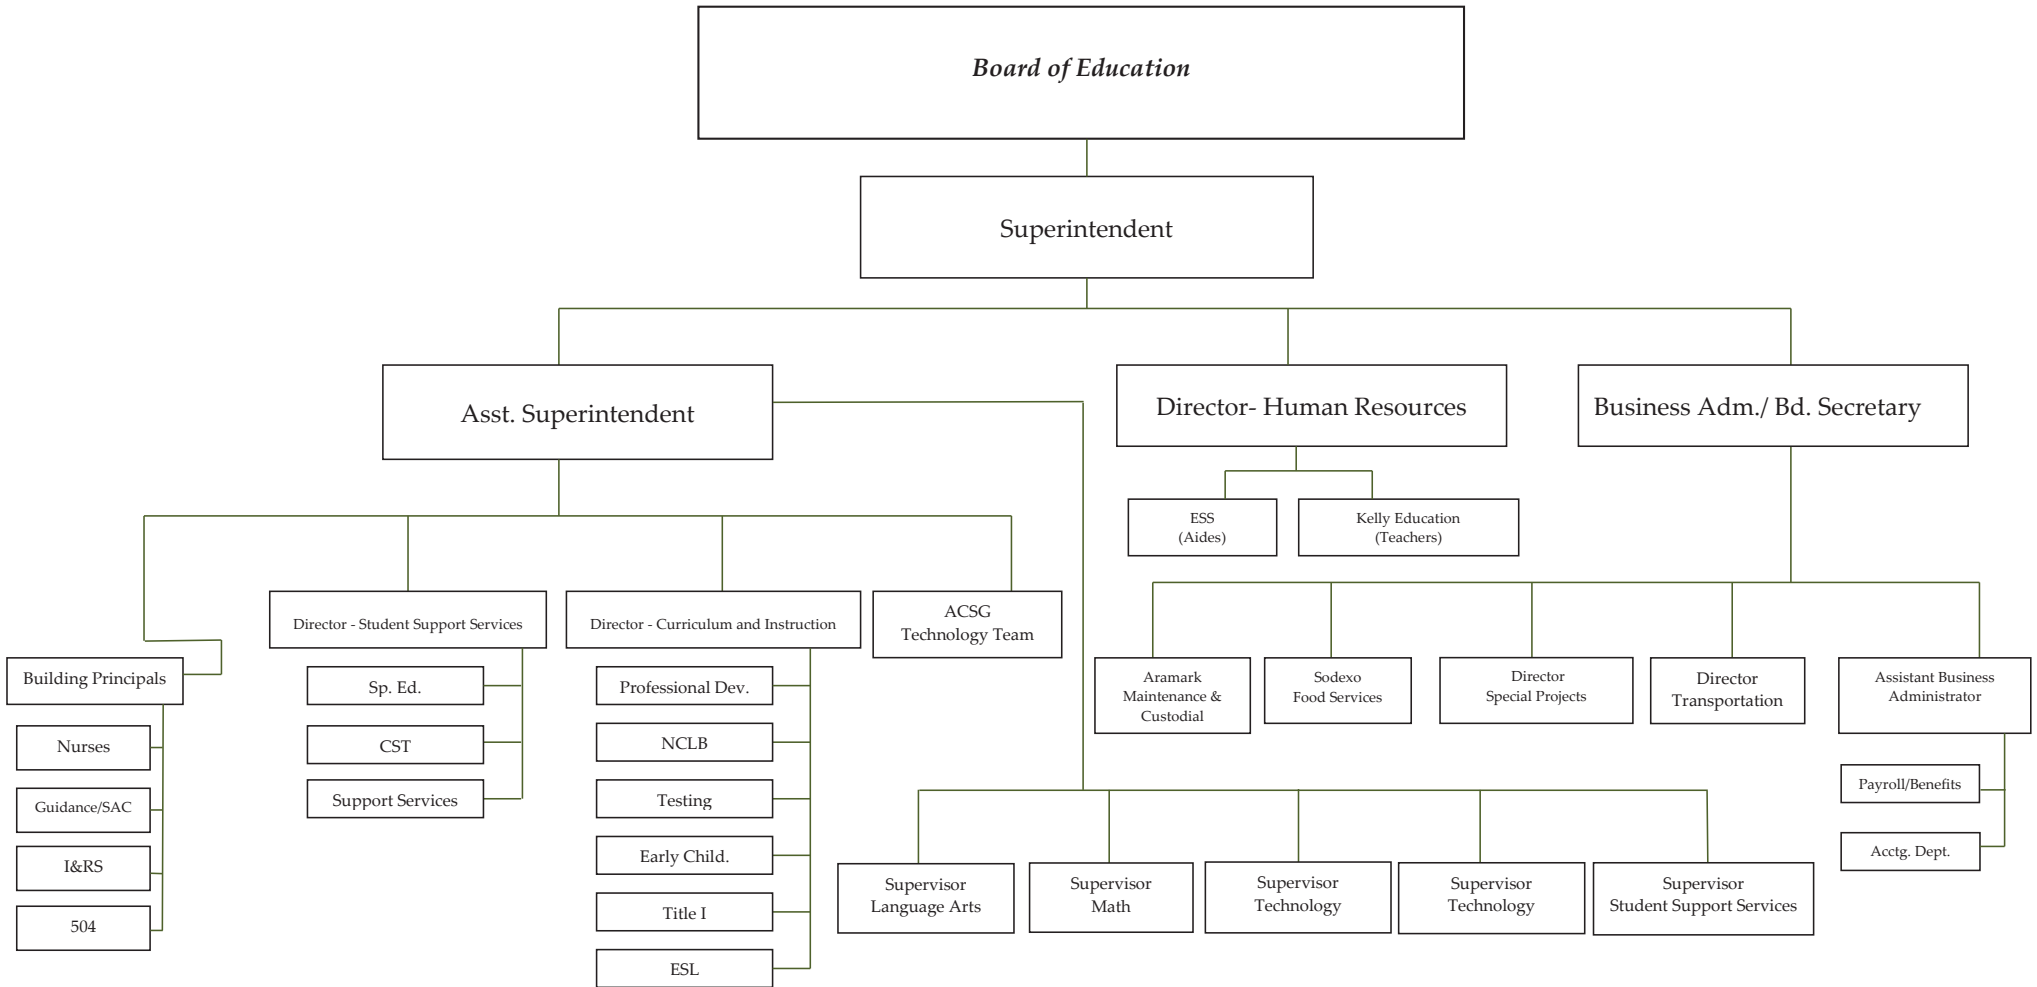 Board of Education
Superintendent
Asst. Superintendent
Director- Human Resources
Business Adm./ Bd. Secretary
ESS
(Aides)
Kelly Education
(Teachers)
Director - Student Support Services
Director - Curriculum and Instruction
ACSG
Technology Team
Building Principals
Nurses
Guidance/SAC
I&RS
504
Sp. Ed.
CST
Support Services
Professional Dev.
NCLB
Testing
Early Child.
Title I
ESL
Aramark
Maintenance &
Custodial
Sodexo
Food Services
Director
Special Projects
Director
Transportation
Assistant Business
Administrator
Payroll/Benefits
Acctg. Dept.
Supervisor
Language Arts
Supervisor
Math
Supervisor
Technology
Supervisor
Technology
Supervisor
Student Support Services